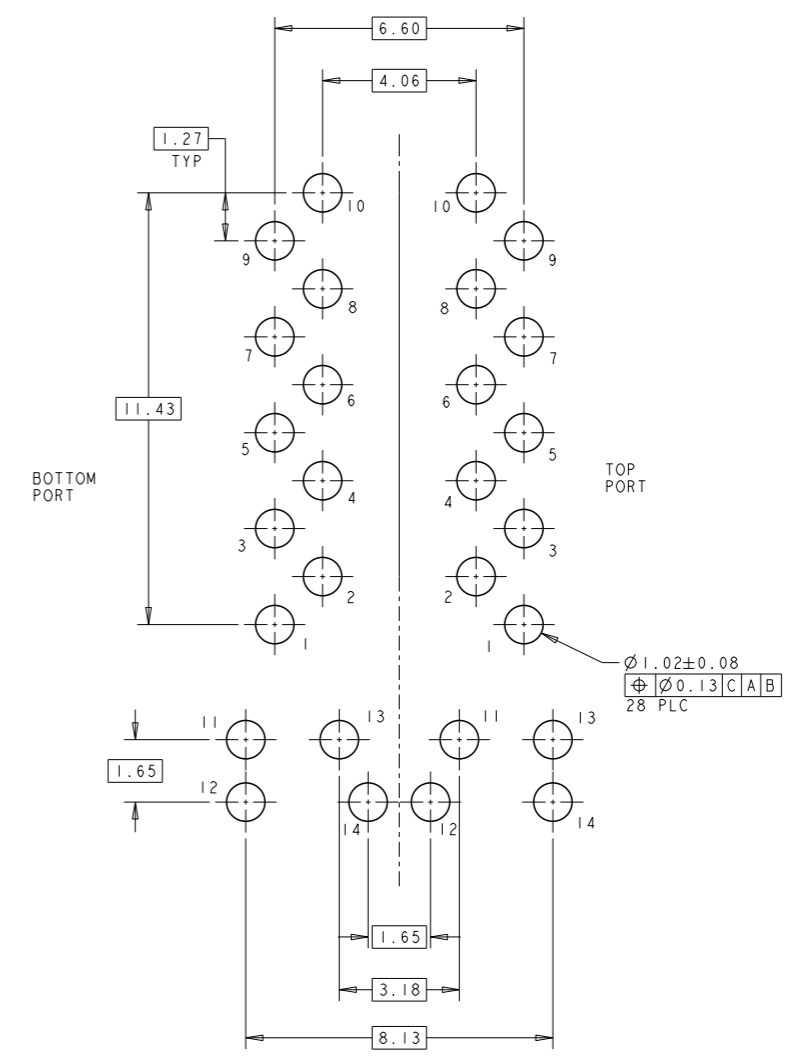 6.60
4.06
1.27
TYP
10 10
9 9
8 8
7 7
6 6
11.43
5 5
BOTTOM
PORT
TOP
PORT
4 4
3 3
2 2
1 1
Ø1.02±0.08
⌖ Ø0.13 C A B
28 PLC
11 13 11 13
1.65
12 14 12 14
1.65
3.18
8.13